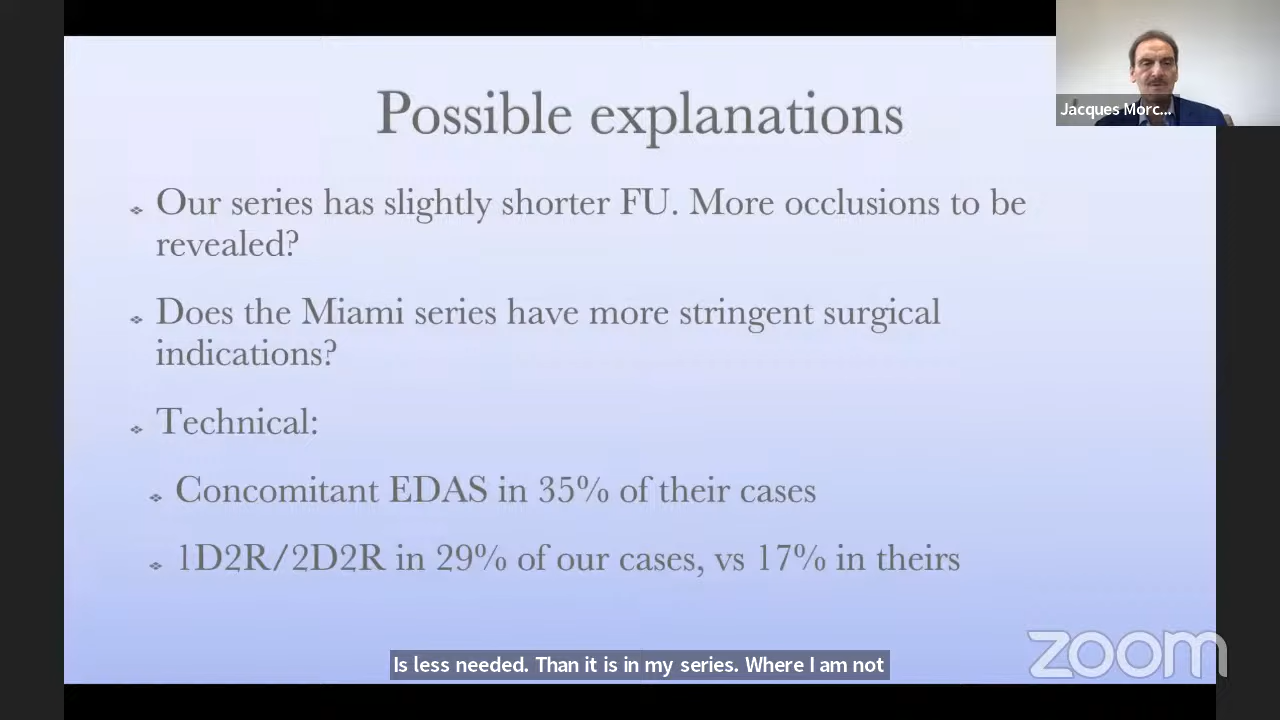 Possible explanations
Jacques Morc...
Our series has slightly shorter FU. More occlusions to be
revealed?
Does the Miami series have more stringent surgical
indications?
Technical:
Concomitant EDAS in 35% of their cases
1D2R/2D2R in 29% of our cases, vs 17% in theirs
zoom
Is less needed. Than it is in my series. Where I am not